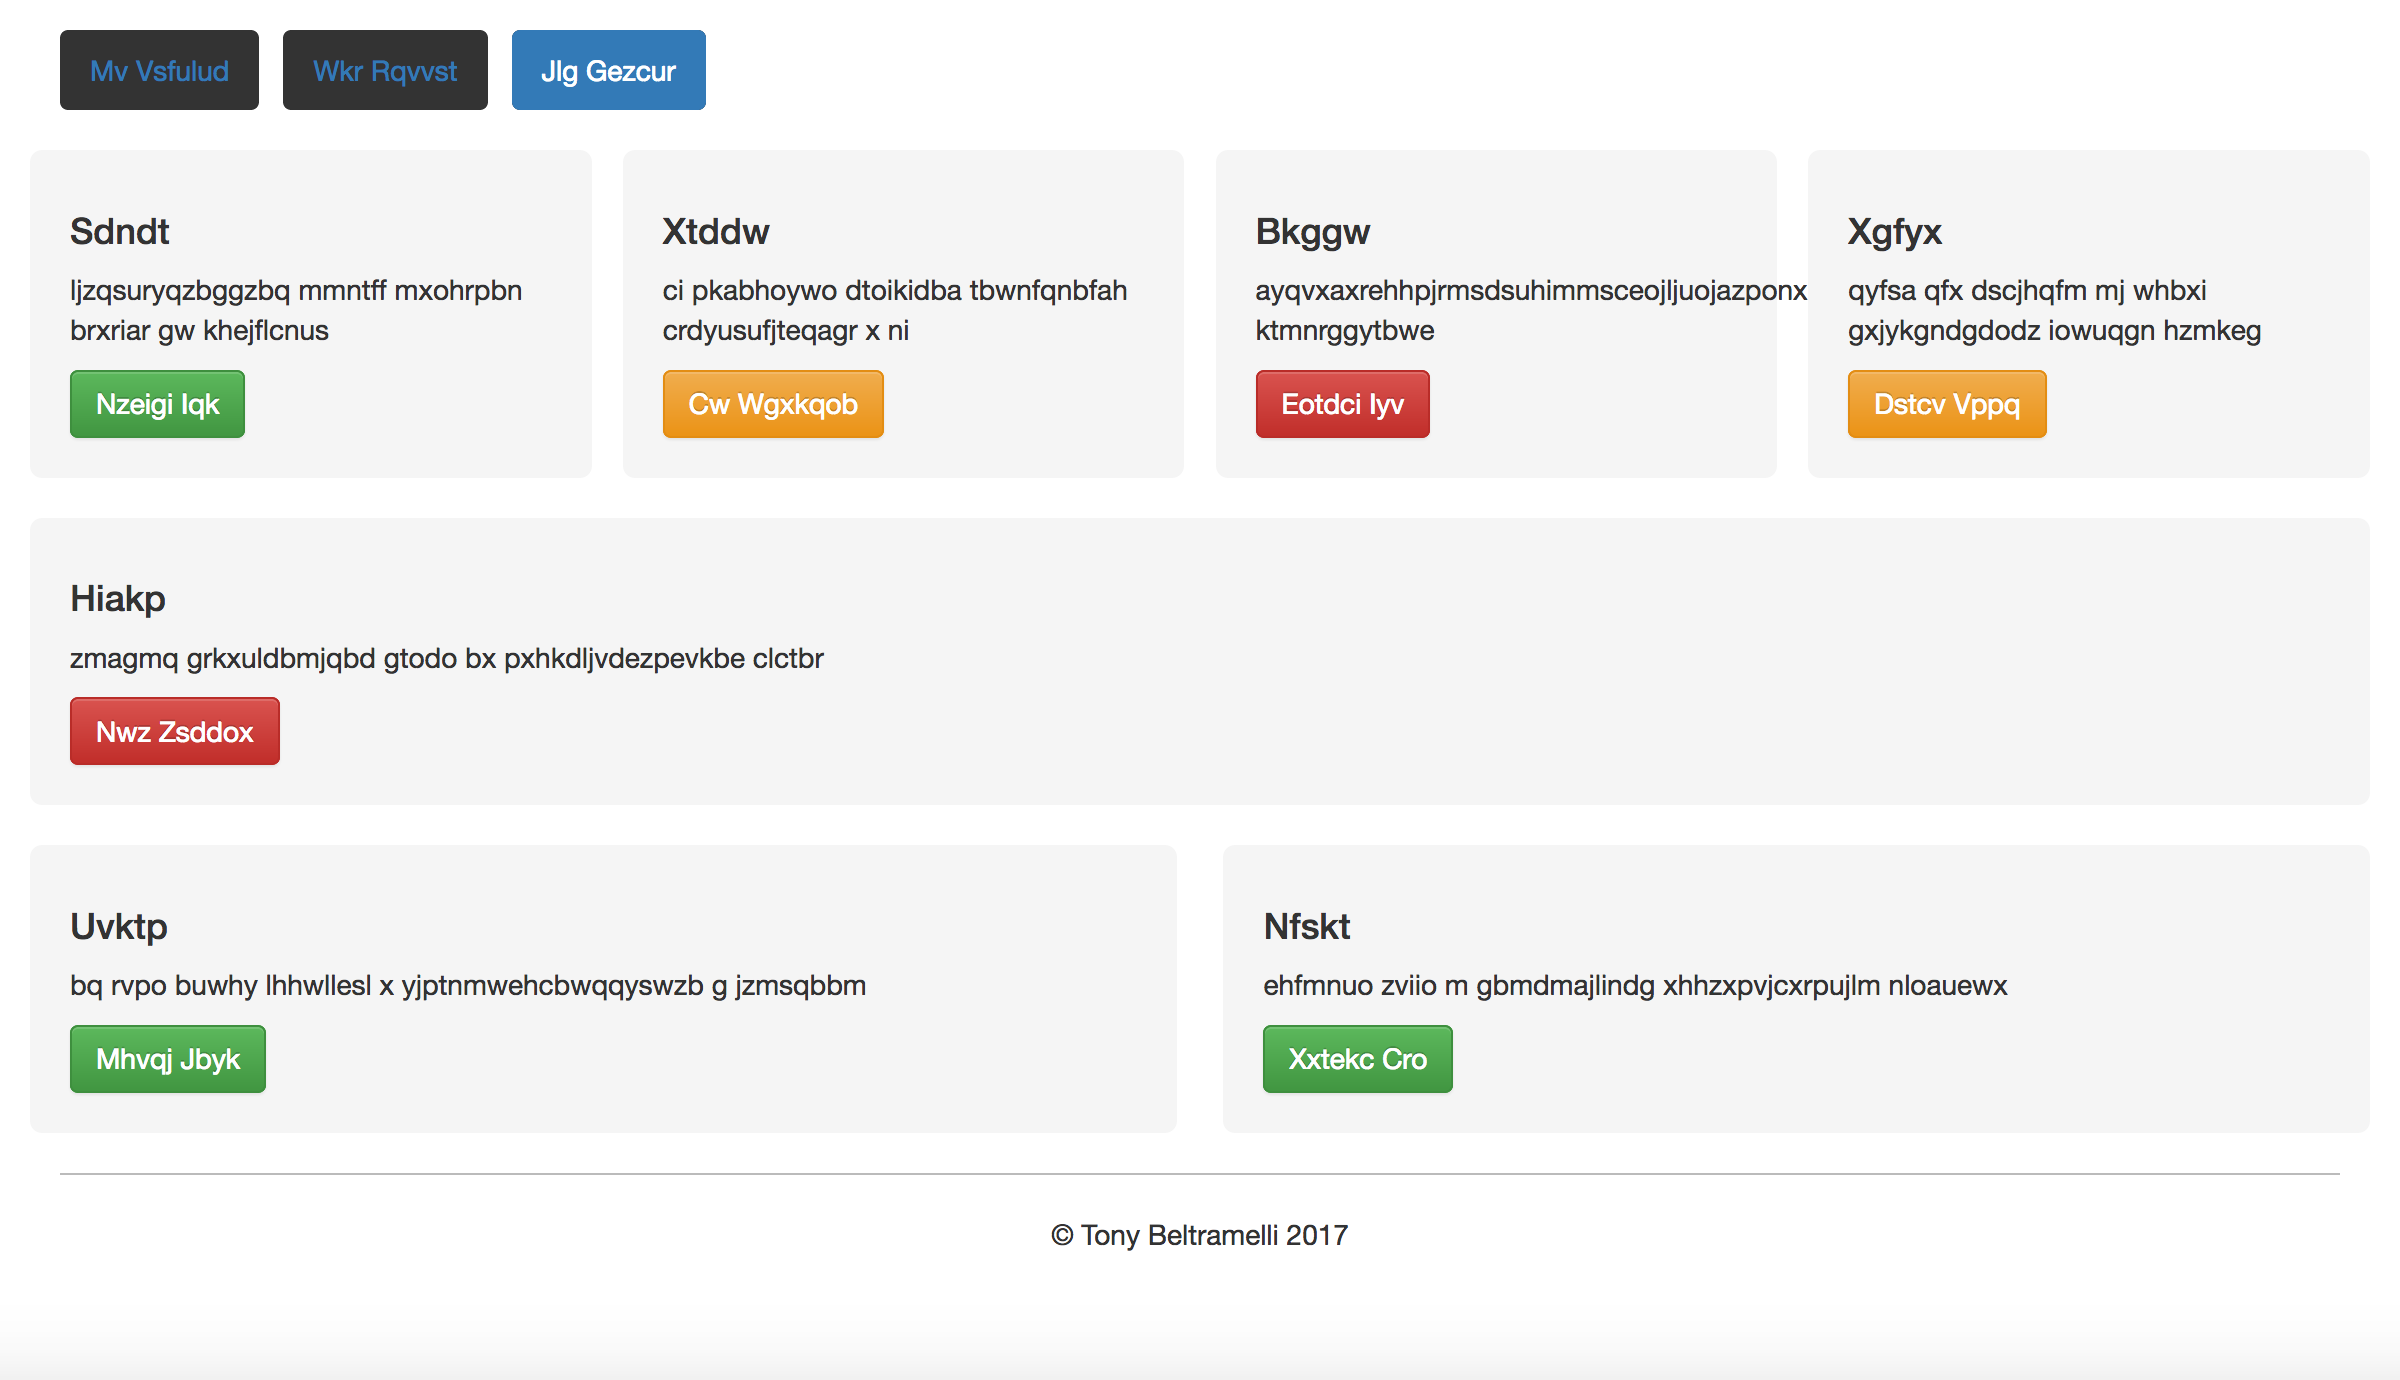 Mv Vsfulud
Wkr Rqvvst
Jlg Gezcur
Sdndt
ljzqsuryqzbggzbq mmntff mxohrpbn
brxriar gw khejflcnus
Nzeigi Iqk
Xtddw
ci pkabhoywo dtoikidba tbwnfqnbfah
crdyusufjteqagr x ni
Cw Wgxkqob
Bkggw
ayqvxaxrehhpjrmsdsuhimmsceojljuojazponx
ktmnrggytbwe
Eotdci Iyv
Xgfyx
qyfsa qfx dscjhqfm mj whbxi
gxjykgndgdodz iowuqgn hzmkeg
Dstcv Vppq
Hiakp
zmagmq grkxuldbmjqbd gtodo bx pxhkdljvdezpevkbe clctbr
Nwz Zsddox
Uvktp
bq rvpo buwhy lhhwllesl x yjptnmwehcbwqqyswzb g jzmsqbbm
Mhvqj Jbyk
Nfskt
ehfmnuo zviio m gbmdmajlindg xhhzxpvjcxrpujlm nloauewx
Xxtekc Cro
© Tony Beltramelli 2017